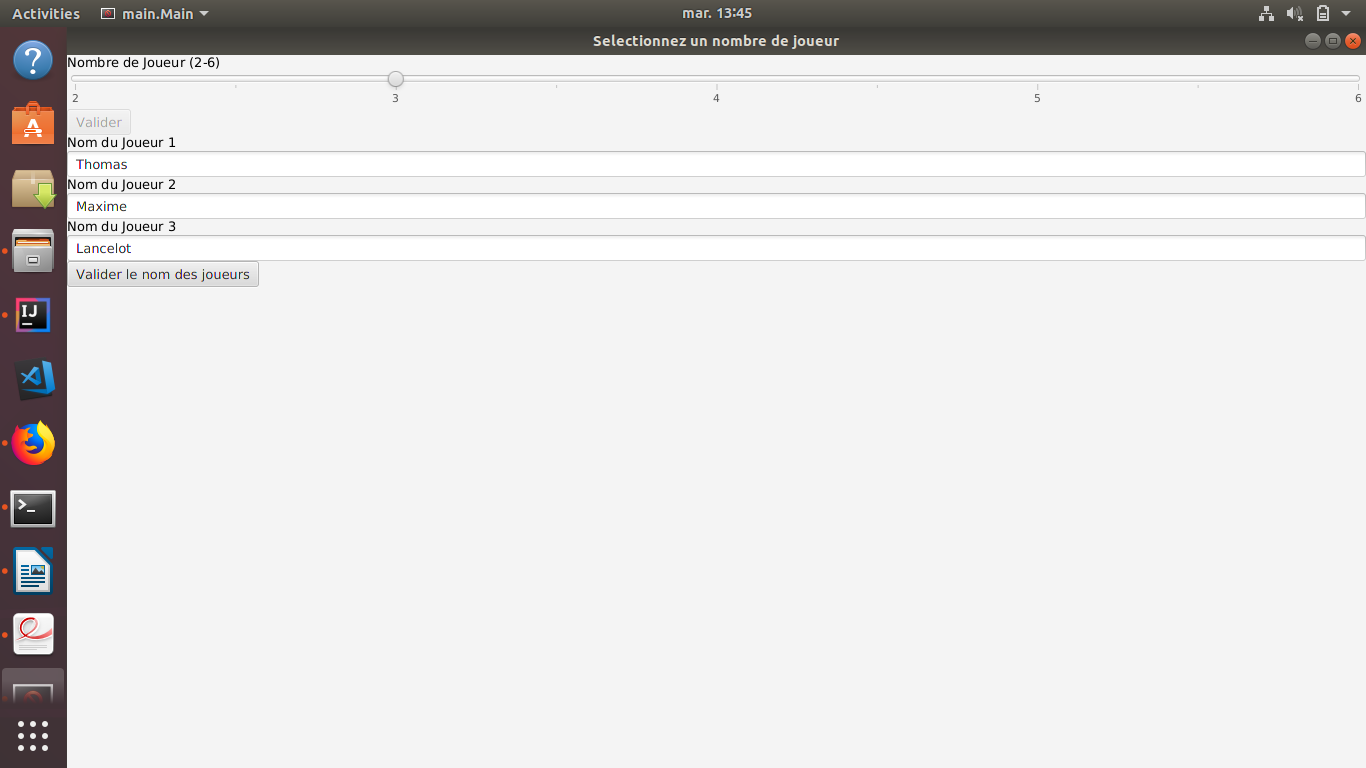 Activities main.Main mar. 13:45
Selectionnez un nombre de joueur
Nombre de Joueur (2-6)
2 3 4 5 6
Valider
Nom du Joueur 1
Thomas
Nom du Joueur 2
Maxime
Nom du Joueur 3
Lancelot
Valider le nom des joueurs
IJ